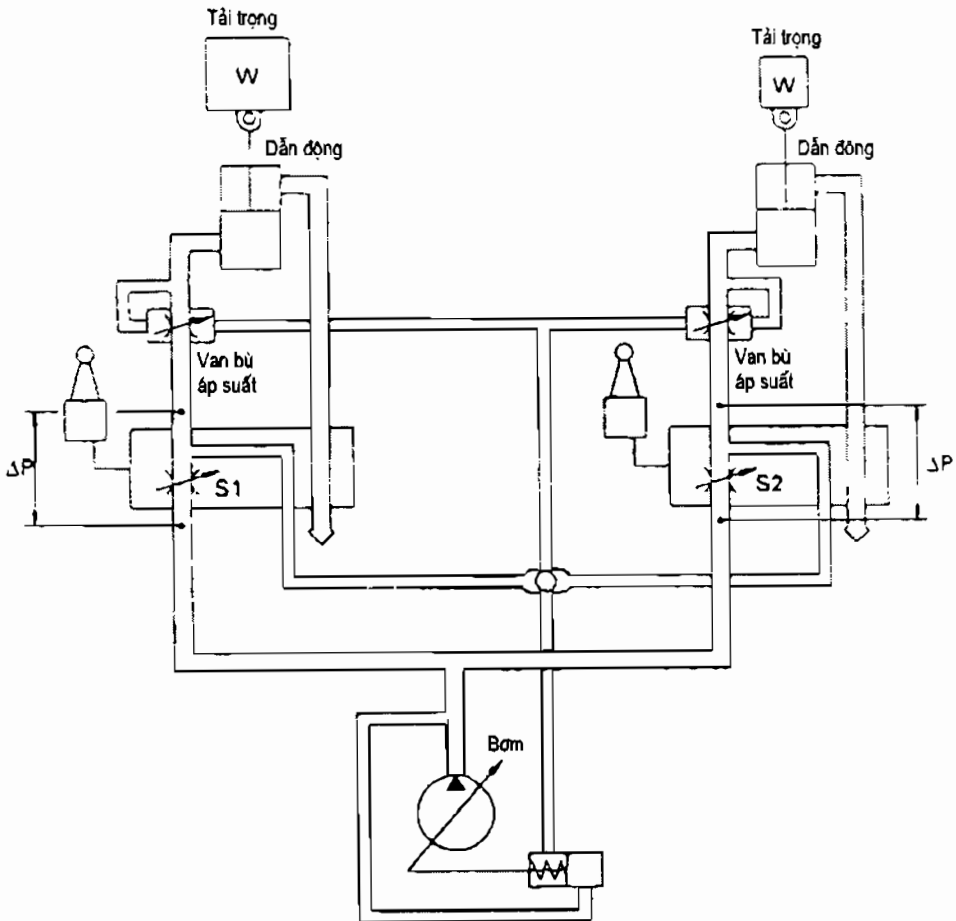 Tải trọng
W
Dẫn động
Van bù
áp suất
ΔP
S1
Tải trọng
W
Dẫn đông
Van bù
áp suất
ΔP
S2
Bơm